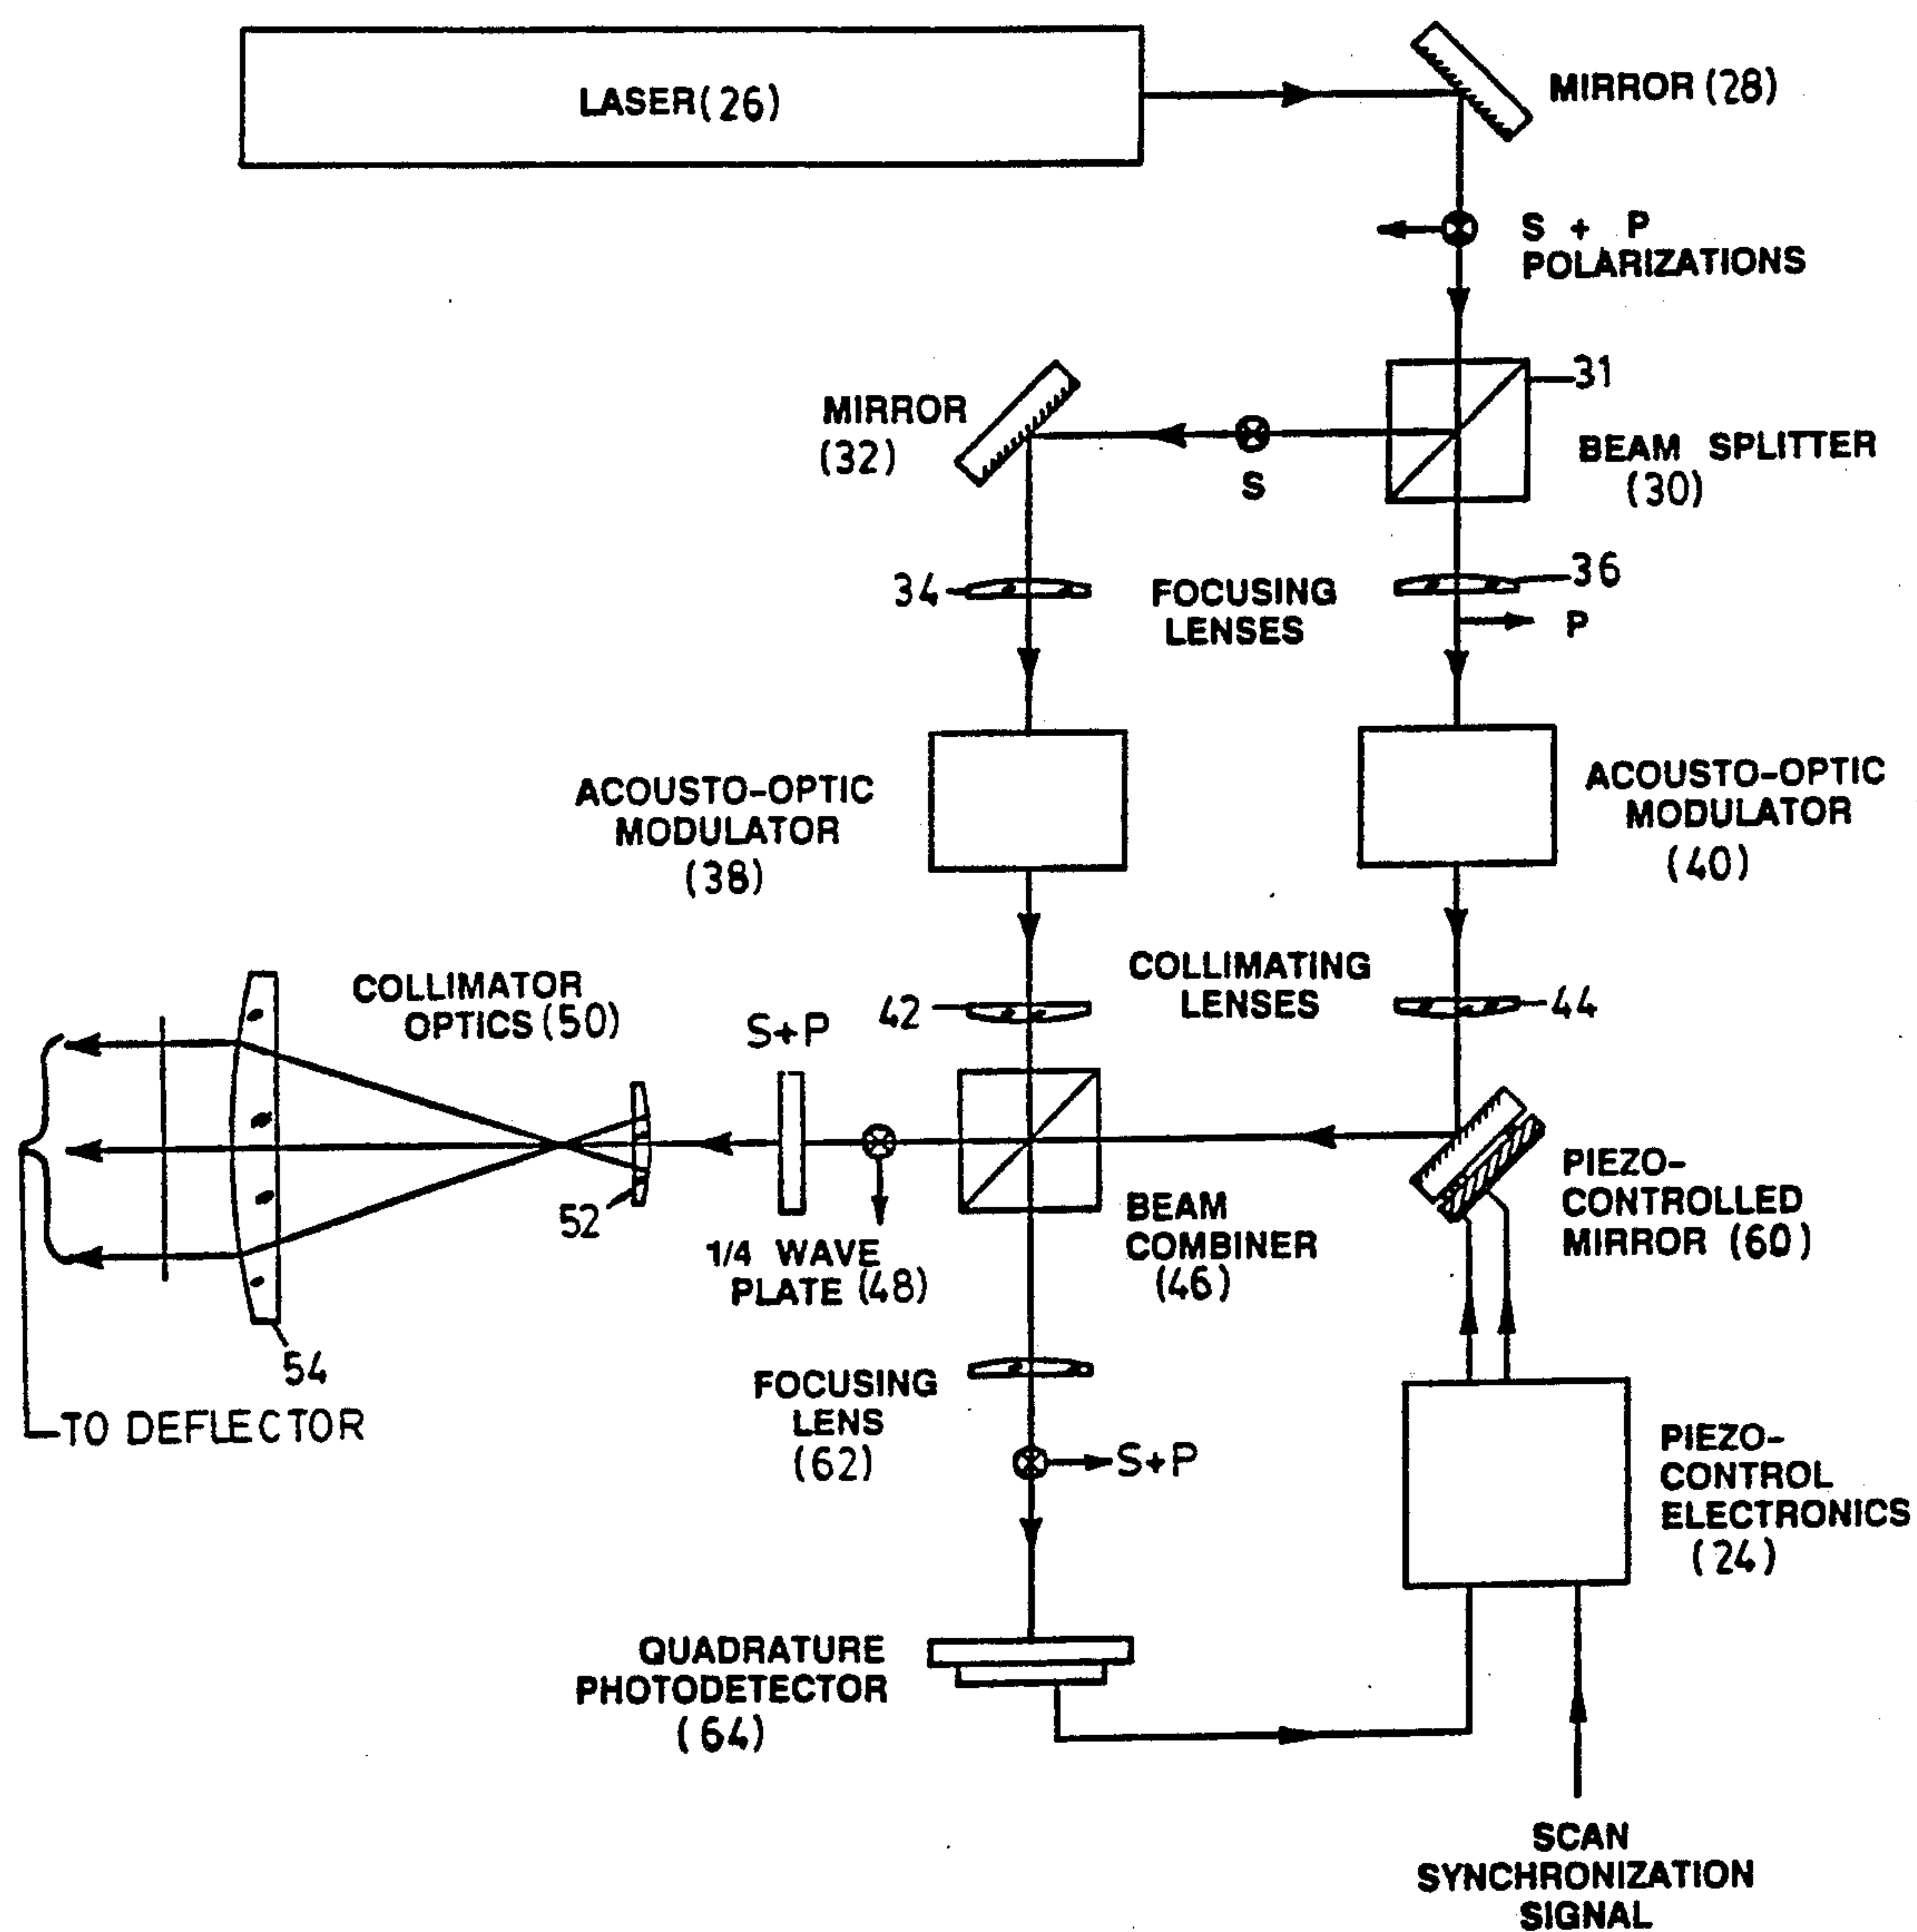 LASER(26)
MIRROR (28)
S + P
POLARIZATIONS
31
MIRROR
(32)
S
BEAM SPLITTER
(30)
34
FOCUSING
LENSES
36
P
ACOUSTO-OPTIC
MODULATOR
(38)
ACOUSTO-OPTIC
MODULATOR
(40)
COLLIMATOR
OPTICS (50)
S+P
42
COLLIMATING
LENSES
44
52
1/4 WAVE
PLATE (48)
BEAM
COMBINER
(46)
PIEZO-
CONTROLLED
MIRROR (60)
54
TO DEFLECTOR
FOCUSING
LENS
(62)
S+P
PIEZO-
CONTROL
ELECTRONICS
(24)
QUADRATURE
PHOTODETECTOR
(64)
SCAN
SYNCHRONIZATION
SIGNAL